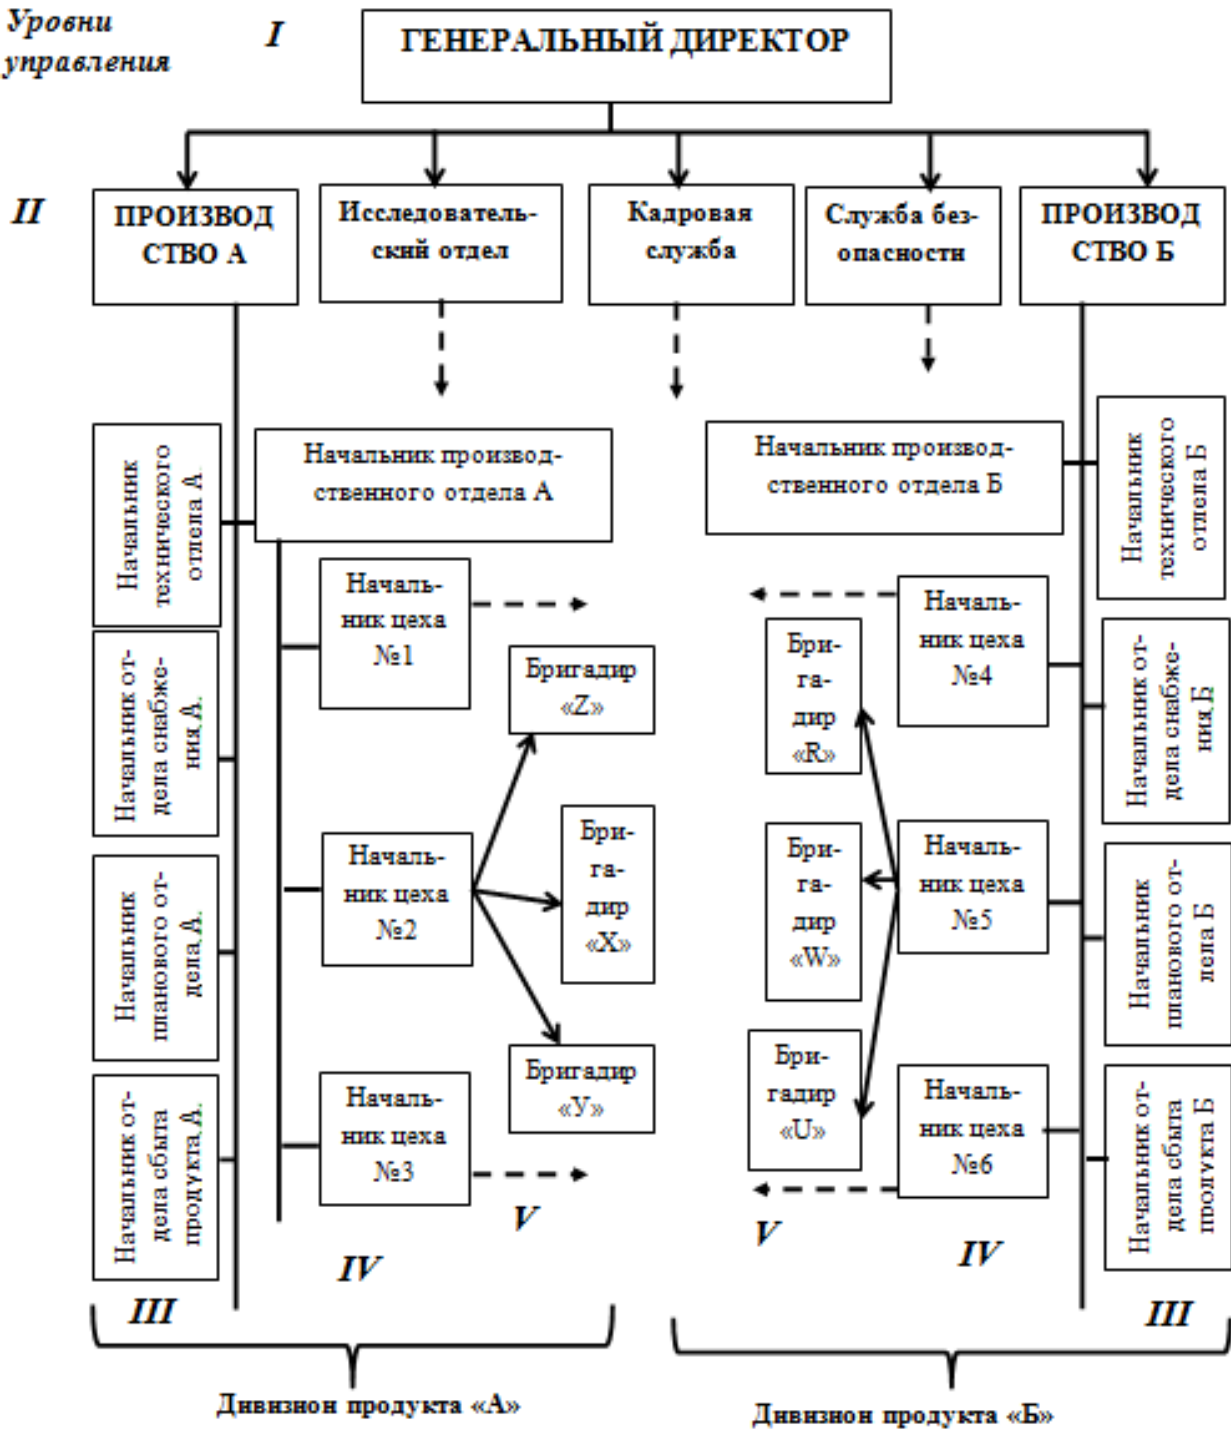 Уровни
управления
I
ГЕНЕРАЛЬНЫЙ ДИРЕКТОР
II
ПРОИЗВОД
СТВО А
Исследователь-
ский отдел
Кадровая
служба
Служба без-
опасности
ПРОИЗВОД
СТВО Б
Начальник
технического
отдела А.
Начальник производ-
ственного отдела А
Начальник производ-
ственного отдела Б
Начальник
технического
отдела Б
Началь-
ник цеха
№1
Бригадир
«Z»
Бри-
га-
дир
«R»
Началь-
ник цеха
№4
Начальник от-
дела снабже-
ния А.
Начальник от-
дела снабже-
ния Б
Началь-
ник цеха
№2
Бри-
га-
дир
«X»
Бри-
га-
дир
«W»
Началь-
ник цеха
№5
Начальник
планового от-
дела А.
Начальник
планового от-
дела Б
Началь-
ник цеха
№3
Бригадир
«У»
Бри-
гадир
«U»
Началь-
ник цеха
№6
Начальник от-
дела сбыта
продукта А.
Начальник от-
дела сбыта
продукта Б
V
V
IV
IV
III
III
Дивизион продукта «А»
Дивизион продукта «Б»